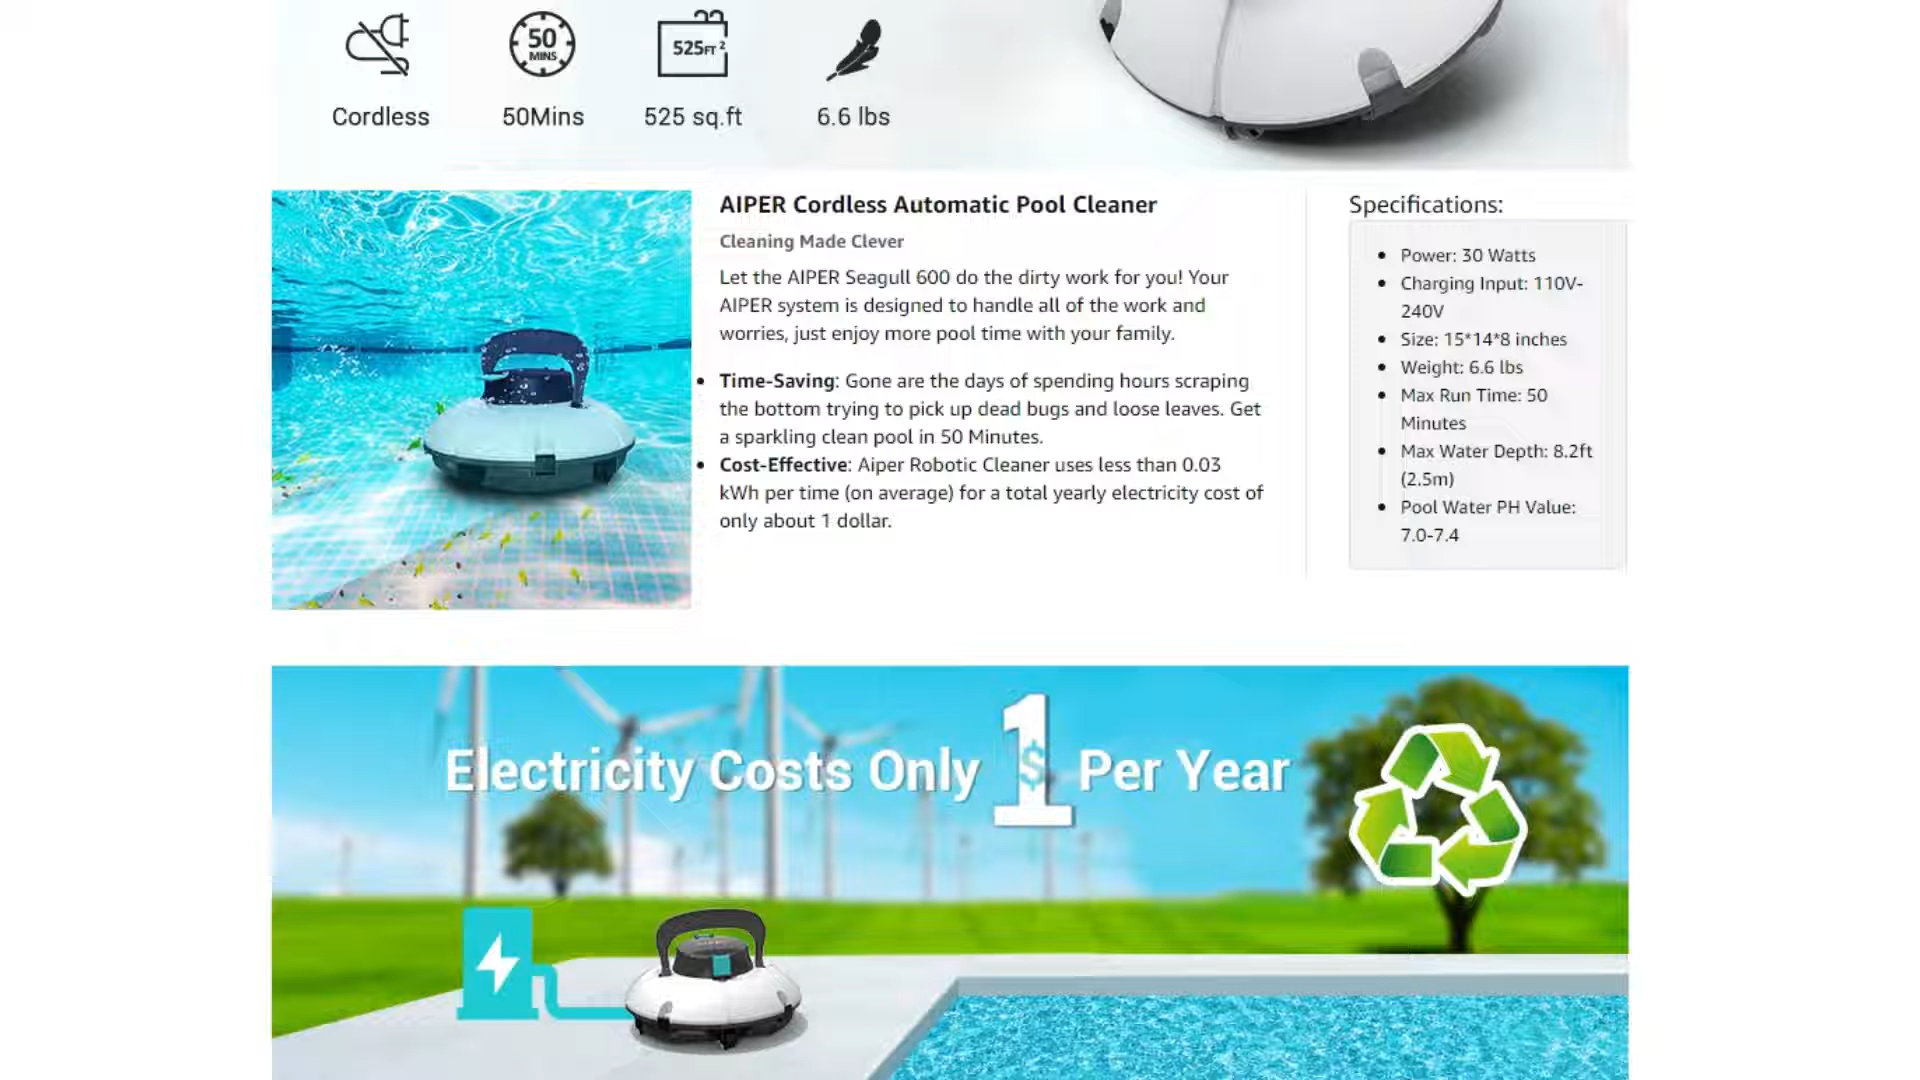 50
MINS
525FT²
Cordless
50Mins
525 sq.ft
6.6 lbs
AIPER Cordless Automatic Pool Cleaner
Cleaning Made Clever
Let the AIPER Seagull 600 do the dirty work for you! Your
AIPER system is designed to handle all of the work and
worries, just enjoy more pool time with your family.
• Time-Saving: Gone are the days of spending hours scraping
the bottom trying to pick up dead bugs and loose leaves. Get
a sparkling clean pool in 50 Minutes.
• Cost-Effective: Aiper Robotic Cleaner uses less than 0.03
kWh per time (on average) for a total yearly electricity cost of
only about 1 dollar.
Specifications:
• Power: 30 Watts
• Charging Input: 110V-
240V
• Size: 15*14*8 inches
• Weight: 6.6 lbs
• Max Run Time: 50
Minutes
• Max Water Depth: 8.2ft
(2.5m)
• Pool Water PH Value:
7.0-7.4
Electricity Costs Only 1$ Per Year